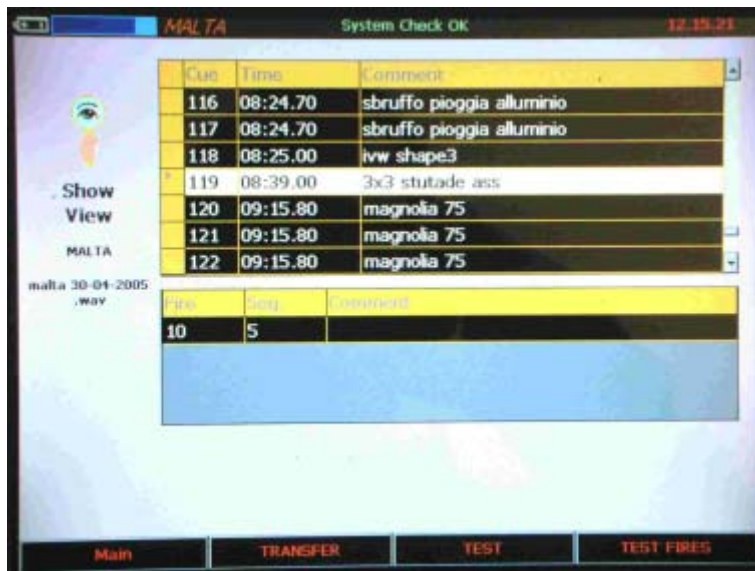 MALTA System Check OK 12.15.21
Cue Time Comment
116 08:24.70 sbruffo pioggia alluminio
117 08:24.70 sbruffo pioggia alluminio
118 08:25.00 ivw shape3
119 08:39.00 3x3 stutade ass
120 09:15.80 magnolia 75
121 09:15.80 magnolia 75
122 09:15.80 magnolia 75
Show
View
MALTA
malta 30-04-2005
.wav
Fire Seq Comment
10 5
Main TRANSFER TEST TEST FIRES